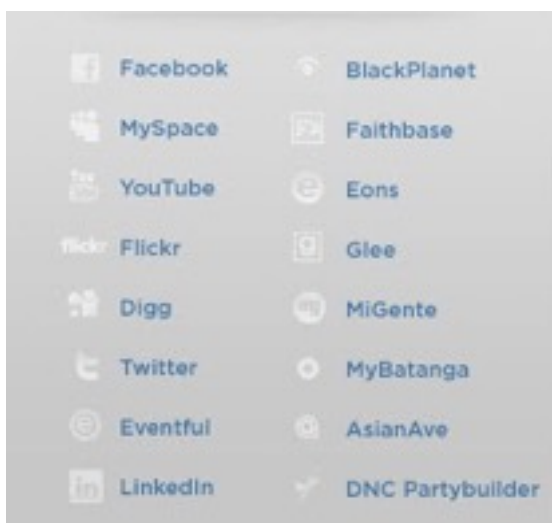 Facebook
MySpace
YouTube
Flickr
Digg
Twitter
Eventful
LinkedIn
BlackPlanet
Faithbase
Eons
Glee
MiGente
MyBatanga
AsianAve
DNC Partybuilder